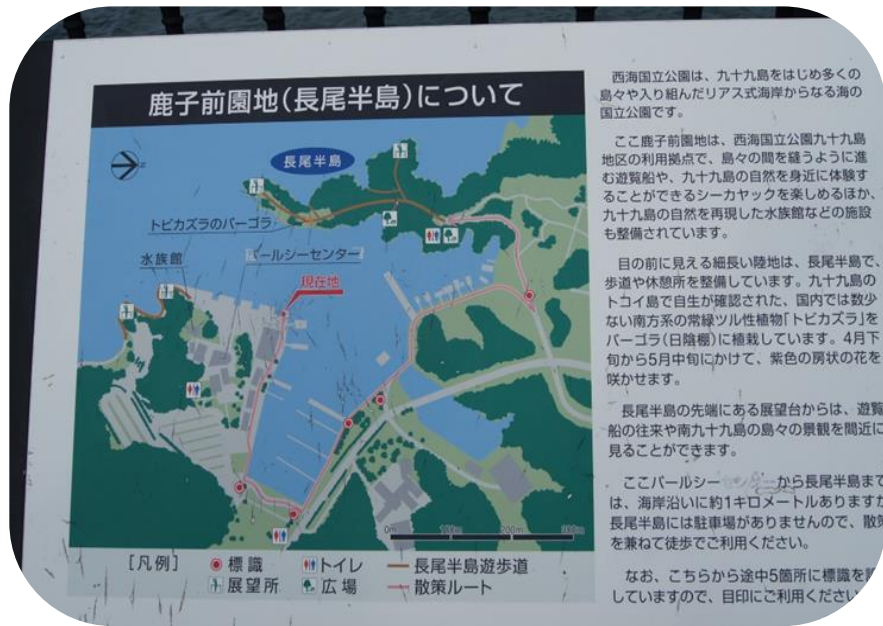 鹿子前園地(長尾半島)について
長尾半島
トビカズラのパーゴラ
水族館
パールシーセンター
現在地
0m 100m 200m 300m
[凡例] 標識 トイレ 長尾半島遊歩道
展望所 広場 散策ルート
西海国立公園は、九十九島をはじめ多くの
島々や入り組んだリアス式海岸からなる海の
国立公園です。
ここ鹿子前園地は、西海国立公園九十九島
地区の利用拠点で、島々の間を縫うように進
む遊覧船や、九十九島の自然を身近に体験す
ることができるシーカヤックを楽しめるほか、
九十九島の自然を再現した水族館などの施設
も整備されています。
目の前に見える細長い陸地は、長尾半島で、
歩道や休憩所を整備しています。九十九島の
トコイ島で自生が確認された、国内では数少
ない南方系の常緑ツル性植物「トビカズラ」を
パーゴラ(日陰棚)に植栽しています。4月下
旬から5月中旬にかけて、紫色の房状の花を
咲かせます。
長尾半島の先端にある展望台からは、遊覧
船の往来や南九十九島の島々の景観を間近に
見ることができます。
ここパールシーセンターから長尾半島まで
は、海岸沿いに約1キロメートルありますが
長尾半島には駐車場がありませんので、散策
を兼ねて徒歩でご利用ください。
なお、こちらから途中5箇所に標識を設
していますので、目印にご利用ください